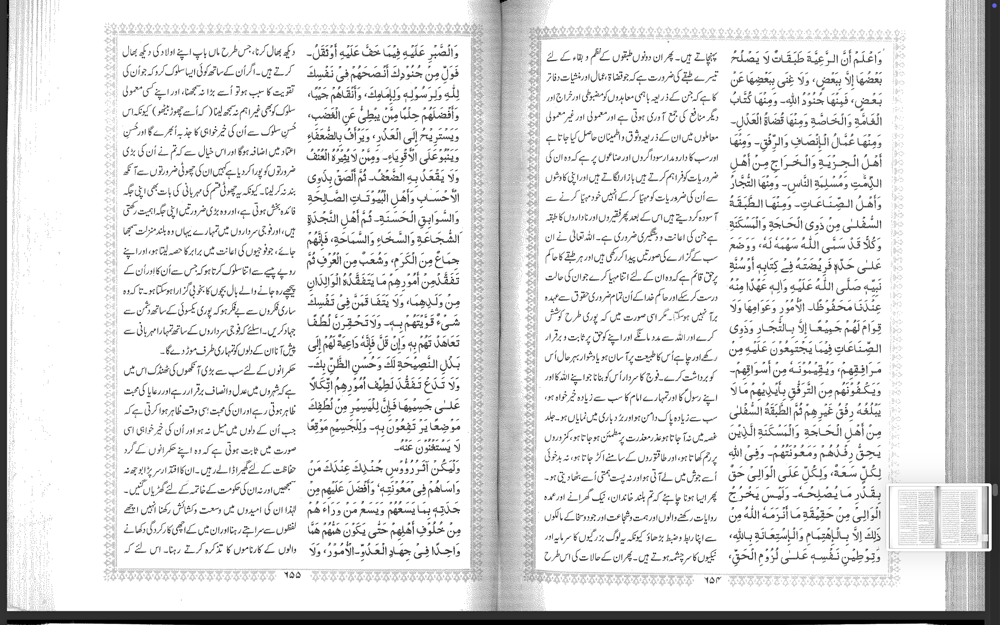 وَاعْلَمْ أَنَّ الرَّعِيَّةَ طَبَقَاتٌ لَا يَصْلُحُ
بَعْضُهَا إِلَّا بِبَعْضٍ، وَلَا غِنَى بِبَعْضِهَا عَنْ
بَعْضٍ، فَمِنْهَا جُنُوْدُ اللهِ۔ وَمِنْهَا كُتَّابُ
الْعَامَّةِ وَالْخَاصَّةِ وَمِنْهَا قُضَاةُ الْعَدْلِ۔
وَمِنْهَا عُمَّالُ الْإِنْصَافِ وَالرِّفْقِ۔ وَمِنْهَا
أَهْلُ الْجِزْيَةِ وَالْخَرَاجِ مِنْ أَهْلِ
الذِّمَّتِ وَمُسْلِمَةِ النَّاسِ۔ وَمِنْهَا التُّجَّارُ
وَأَهْلُ الصِّنَاعَاتِ۔ وَمِنْهَا الطَّبَقَةُ
السُّفْلٰى مِنْ ذَوِى الْحَاجَةِ وَالْمَسْكَنَةِ
وَكُلًّا قَدْ سَمَّى اللّٰهُ سَهْمَهٗ لَهٗ، وَوَضَعَ
عَلٰى حَدِّهٖ فَرِيْضَتَهُ فِيْ كِتَابِهٖ أَوْسُنَّةِ
نَبِيِّهٖ صَلَّى اللّٰهُ عَلَيْهِ وَاٰلِهٖ عَهْدًا مِنْهُ
عِنْدَنَا مَحْفُوْظًا۔ الْأُمُوْرِ وَعَوَامِهَا وَلَا
قِوَامَ لَهُمْ جَمِيْعًا إِلَّا بِالتُّجَّارِ وَذَوِى
الصِّنَاعَاتِ فِيْمَا يَجْتَمِعُوْنَ عَلَيْهِ مِنْ
مَرَافِقِهِمْ، وَيُقِيْمُوْنَهٗ مِنْ أَسْوَاقِهِمْ۔
وَيَكْفُوْنَهُمْ مِنَ التَّرَفُّقِ بِأَيْدِيْهِمْ مَا لَا
يَبْلُغُهُ رِفْقُ غَيْرِهِمْ ثُمَّ الطَّبَقَةُ السُّفْلٰى
مِنْ أَهْلِ الْحَاجَةِ وَالْمَسْكَنَةِ الَّذِيْنَ
يَحِقُّ رِفْدُهُمْ وَمَعُوْنَتُهُمْ۔ وَفِىْ اللهِ
لِكُلٍّ سَعَةٌ، وَلِكُلٍّ عَلَى الْوَالِىْ حَقٌّ
بِقَدْرِ مَا يُصْلِحُهٗ۔ وَلَيْسَ يَخْرُجُ
الْوَالِىْ مِنْ حَقِيْقَةِ مَا أَنْزَمَهٗ اللهُ مِنْ
ذٰلِكَ إِلَّا بِالْإِهْتِمَامِ وَالْإِسْتِعَانَةِ بِاللهِ،
وَتِوْطِيْنِ نَفْسِهٖ عَلٰى لُزُوْمِ الْحَقِّ،
پہنچاتے ہیں۔ پھر ان دونوں طبقوں کے نظم و بقاء کے لئے
تیسرے طبقے کی ضرورت ہے کہ جو قضاۃ، عمال اور منشیات دفاتر
کا ہے کہ جن کے ذریعہ باہمی معاہدوں کو مضبوطی اور خراج اور
دیگر منافع کی جمع آوری ہوتی ہے اور معمولی اور غیر معمولی
معاملوں میں ان کے ذریعہ وثوق و اطمینان حاصل کیا جاتا ہے
اور سب کا دارومدار سوداگروں اور صناعوں پر ہے کہ وہ ان کی
ضروریات کو فراہم کرتے ہیں بازار لگاتے ہیں اور اپنی کاوشوں
سے اُن کی ضروریات کو مہیّا کر کے انہیں خود مہیّا کرنے سے
آسودہ کر دیتے ہیں اس کے بعد پھر فقیروں اور ناداروں کا طبقہ
ہے جن کی اعانت و دستگیری ضروری ہے۔ اللہ تعالیٰ نے ان
سب کے گزارے کی صورتیں پیدا کر رکھی ہیں اور ہر طبقے کا حاکم
پر حق قائم ہے کہ وہ ان کے لئے اتنا مہیا کرے جو ان کی حالت
درست کر سکے اور حاکم خدا کے اُن تمام ضروری حقوق سے عہدہ
برآ نہیں ہو سکتا۔ مگر اسی صورت میں کہ پوری طرح کوشش
کرے اور اللہ سے مدد مانگے اور اپنے کو حق پر ثابت و برقرار
رکھے اور چاہے اُس کا طبیعت پر آسان ہو یا دشوار بہر حال اُس
کو برداشت کرے۔ فوج کا سردار اُس کو بنانا جو اپنے اللہ کا اور
اپنے رسولؐ کا اور تمہارے امام کا سب سے زیادہ خیر خواہ ہو،
سب سے زیادہ پاک دامن ہو اور بُردباری میں نمایاں ہو۔ جلد
غصہ میں نہ آ جاتا ہو عذر معذرت پر مطمئن ہو جاتا ہو، کمزوروں
پر رحم کھاتا ہو، اور طاقتوروں کے سامنے اکڑ جاتا ہو، نہ بدخوئی
اُسے جوش میں لے آتی ہو اور نہ پست ہمتی اُسے بٹھا دیتی ہو۔
پھر ایسا ہونا چاہئے کہ تم بلند خاندان، نیک گھرانے اور عمدہ
روایات رکھنے والوں اور ہمت و شجاعت اور جود و سخا کے مالکوں
سے اپنا ربط و ضبط بڑھاؤ کیونکہ یہ لوگ بزرگیوں کا سرمایہ اور
نیکیوں کا سر چشمہ ہوتے ہیں۔ پھر ان کے حالات کی اس طرح
۶۵۴
وَالصَّبْرِ عَلَيْهِ فِيْمَا خَفَّ عَلَيْهِ أَوْثَقَلُ۔
فَوَلِّ مِنْ جُنُوْدِكَ أَنْصَحَهُمْ فِىْ نَفْسِكَ
لِلّٰهِ وَلِرَسُوْلِهٖ وَلِإِمَامِكَ، وَأَنْقَاهُمْ جَيْبًا،
وَأَفْضَلَهُمْ حِلْمًا مِمَّنْ يُبْطِئُ عَنِ الْغَضَبِ،
وَيَسْتَرِيْحُ إِلَى الْعَذْرِ، وَيَرْأَفُ بِالضُّعَفَاءِ
وَيَنْبُوْ عَلَى الْأَقْوِيَاءِ۔ وَمِمَّنْ لَا يُثِيْرُهُ الْعُنْفُ
وَلَا يَقْعُدُ بِهِ الضَّعْفُ۔ ثُمَّ أَلْصَقْ بِذَوِى
الْأَحْسَابِ وَأَهْلِ الْبُيُوْتَاتِ الصَّالِحَةِ
وَالسَّوَابِقِ الْحَسَنَةِ۔ ثُمَّ أَهْلِ النَّجْدَةِ
الشُّجَاعَةِ وَالسَّخَاءِ وَالسَّمَاحَةِ، فَإِنَّهُمْ
جِمَاعٌ مِنَ الْكَرَمِ، وَشُعَبٌ مِنَ الْعُرْفِ ثُمَّ
تَفَقَّدْمِنْ أُمُوْرِهِمْ مَا يَتَفَقَّدُهُ الْوَالِدَانِ
مِنْ وَلَدِهِمَا، وَلَا يَتَفَا قَمَنَّ فِىْ نَفْسِكَ
شَىْءٌ قَوَّيْتَهُمْ بِهٖ۔ وَلَا تَحْقِرَنَّ لُطْفًا
تَعَاهَدْ تَهُمْ بِهٖ وَإِنْ قَلَّ فَإِنَّهٗ دَاعِيَةٌ لَهُمْ إِلَى
بَذْلِ النَّصِيْحَةِ لَكَ وَحُسْنِ الظَّنِّ بِكَ۔
وَلَا تَدَعْ تَفَقُّدَ لَطِيْفِ اُمُوْرِهِمُ اتِّكَالًا
عَلٰى جَسِيْمِهَا فَإِنَّ لِلْيَسِيْرِ مِنْ لُطْفِكَ
مَوْضِعًا يَرْ تَفِعُوْنَ بِهٖ۔ وَلِلْجَسِيْمِ مَوْقِعًا
لَا يَسْتَغْنُوْنَ عَنْهُ۔
وَلْيَكُنْ آثَرُ رُؤُوْسِ جُنْدِكَ عِنْدَكَ مَنْ
وَاسَاهُمْ فِىْ مَعُوْنَتِهٖ، وَأَفْضَلَ عَلَيْهِمْ مِنْ
جَدَتِهٖ بِمَا يَسَعُهُمْ وَيَسَعُ مَنْ وَرَاءَ هُمْ
مِنْ خُلُوْفِ أَهْلِهِمْ حَتّٰى يَكُوْنَ هَمُّهُمْ هَمًّا
وَاحِدًا فِىْ جِهَادِ الْعَدُوِّ۔الْأُمُوْرُ، وَلَا
دیکھ بھال کرنا، جس طرح ماں باپ اپنے اولاد کی دیکھ بھال
کرتے ہیں۔ اگر اُن کے ساتھ کوئی ایسا سلوک کرو کہ جو اُن کی
تقویت کا سبب ہو تو اُسے بڑا نہ سمجھنا، اور اپنے کسی معمولی
سلوک کو بھی غیر اہم نہ سمجھ لینا ( کہ اُسے چھوڑ بیٹھو ) کیونکہ اس
حُسنِ سلوک سے اُن کی خیر خواہی کا جذبہ اُبھرے گا اور حُسنِ
اعتماد میں اضافہ ہوگا اور اس خیال سے کہ تم نے اُن کی بڑی
ضرورتوں کو پورا کر دیا ہے کہیں ان کی چھوٹی ضرورتوں سے آنکھ
بند نہ کر لینا۔ کیونکہ یہ چھوٹی قسم کی مہربانی کی بات بھی اپنی جگہ
فائدہ بخش ہوتی ہے، اور وہ بڑی ضرورتیں اپنی جگہ اہمیت رکھتی
ہیں، اور فوجی سرداروں میں تمہارے یہاں وہ بلند منزلت سمجھا
جائے، جو فوجیوں کی اعانت میں برابر کا حصہ لیتا ہو، اور اپنے
روپے پیسے سے اتنا سلوک کرتا ہو کہ جس سے اُن کا اور اُن کے
پیچھے رہ جانے والے بال بچوں کا بخوبی گزارا ہو سکتا ہو۔ تا کہ وہ
ساری فکروں سے بے فکر ہو کہ پوری یکسوئی کے ساتھ دشمن سے
جہاد کریں۔ اسلئے کہ فوجی سرداروں کے ساتھ تمہارا مہربانی سے
پیش آنا ان کے دلوں کو تمہاری طرف موڑ دے گا۔
حکمرانوں کے لئے سب سے بڑی آنکھوں کی ٹھنڈک اس میں
ہے کہ شہروں میں عدل و انصاف برقرار رہے اور رعایا کی محبت
ظاہر ہوتی رہے اور ان کی محبت اسی وقت ظاہر ہوا کرتی ہے کہ
جب اُن کے دلوں میں میل نہ ہو اور اُن کی خیر خواہی اسی
صورت میں ثابت ہوتی ہے کہ وہ اپنے حکمرانوں کے گرد
حفاظت کے لئے گھیرا ڈالے رہیں۔ ان کا اقتدار سر پڑا بوجھ نہ
سمجھیں اور نہ ان کی حکومت کے خاتمہ کے لئے گھڑیاں گنیں۔
لہٰذا ان کی امیدوں میں وسعت و کشائش رکھنا انہیں اچھے
لفظوں سے سراہتے رہنا اور ان میں کے اچھی کارکردگی دکھانے
والوں کے کارناموں کا تذکرہ کرتے رہنا۔ اس لئے کہ
۶۵۵